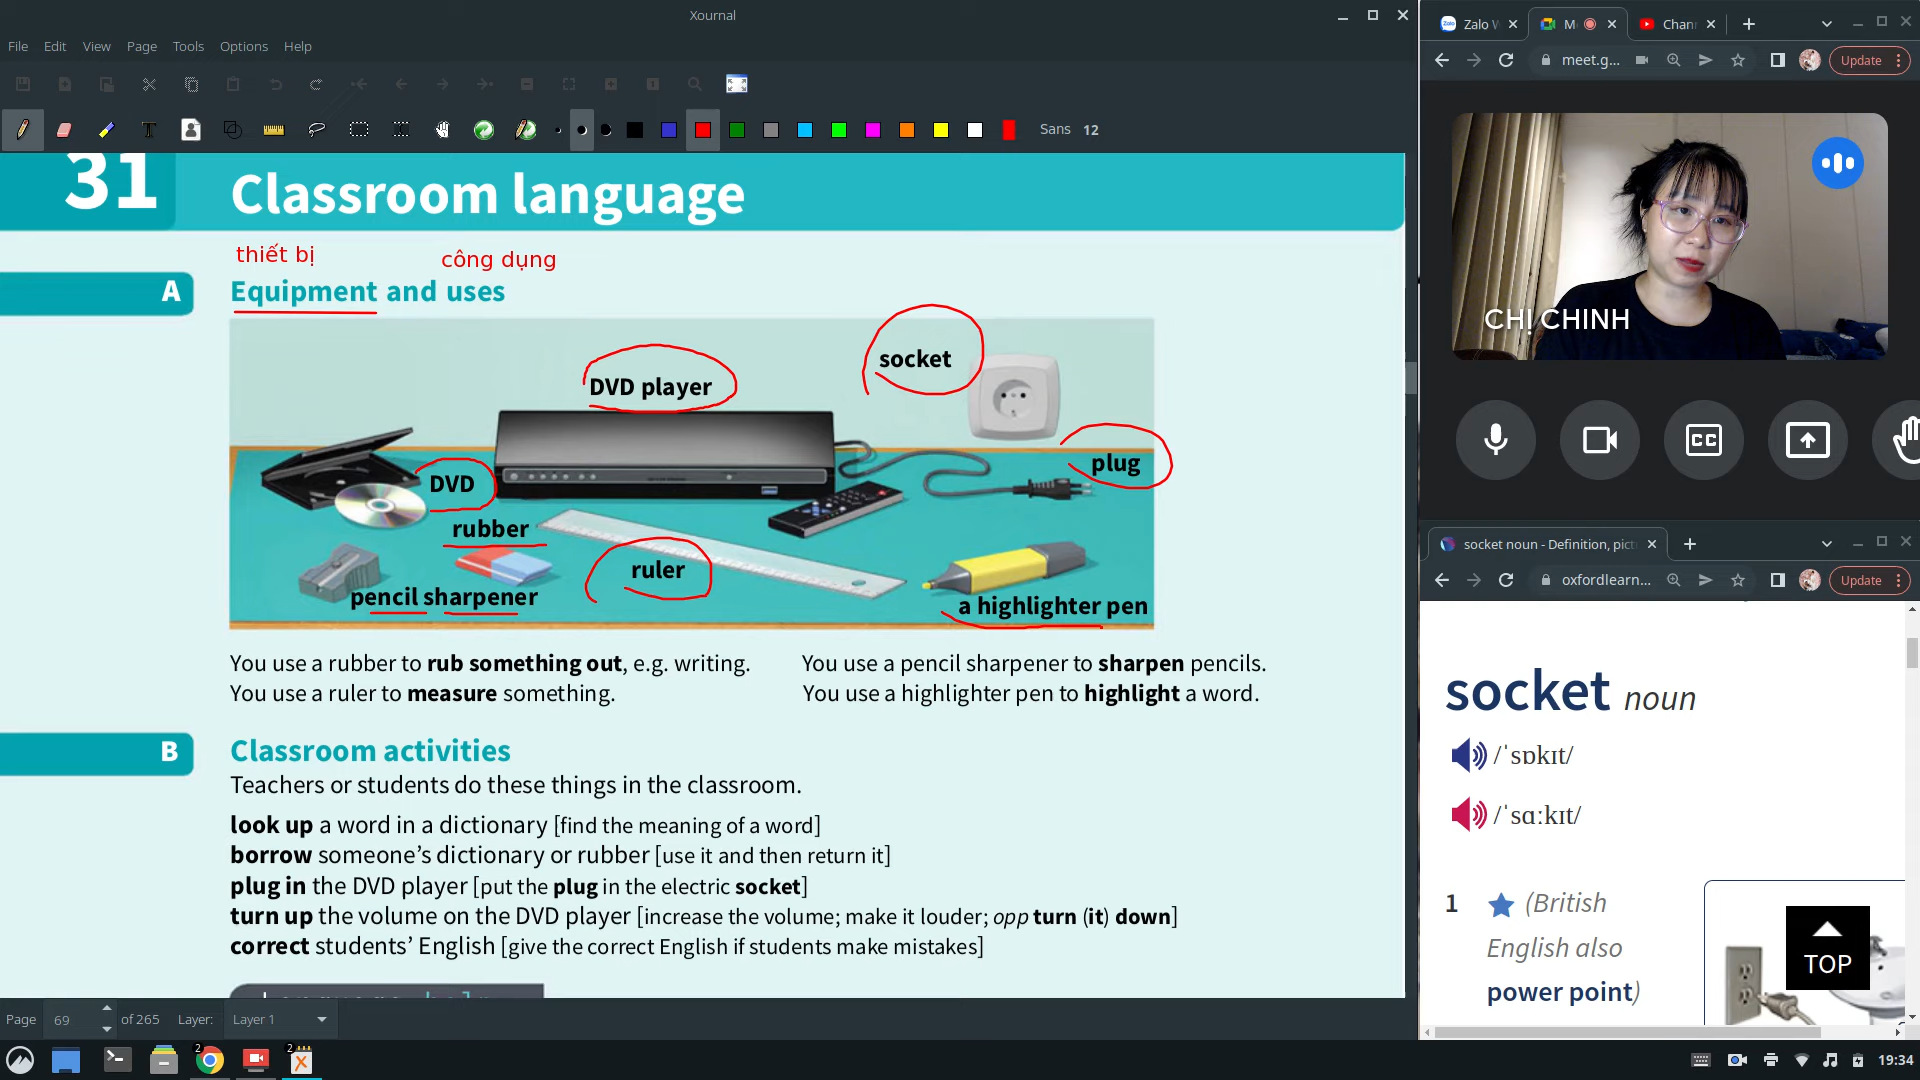 Xournal
File Edit View Page Tools Options Help
Sans 12
31 Classroom language
thiết bị công dụng
A Equipment and uses
socket
DVD player
plug
DVD
rubber
ruler
pencil sharpener
a highlighter pen
You use a rubber to rub something out, e.g. writing.
You use a ruler to measure something.
You use a pencil sharpener to sharpen pencils.
You use a highlighter pen to highlight a word.
B Classroom activities
Teachers or students do these things in the classroom.
look up a word in a dictionary [find the meaning of a word]
borrow someone’s dictionary or rubber [use it and then return it]
plug in the DVD player [put the plug in the electric socket]
turn up the volume on the DVD player [increase the volume; make it louder; opp turn (it) down]
correct students’ English [give the correct English if students make mistakes]
Page 69 of 265 Layer: Layer 1
Zalo Chan
meet.g... Update
CHỊ CHINH
CC
socket noun - Definition, pict
oxfordlearn... Update
socket noun
/ˈsɒkɪt/
/ˈsɑːkɪt/
1 (British
English also
power point)
TOP
2 2 19:34